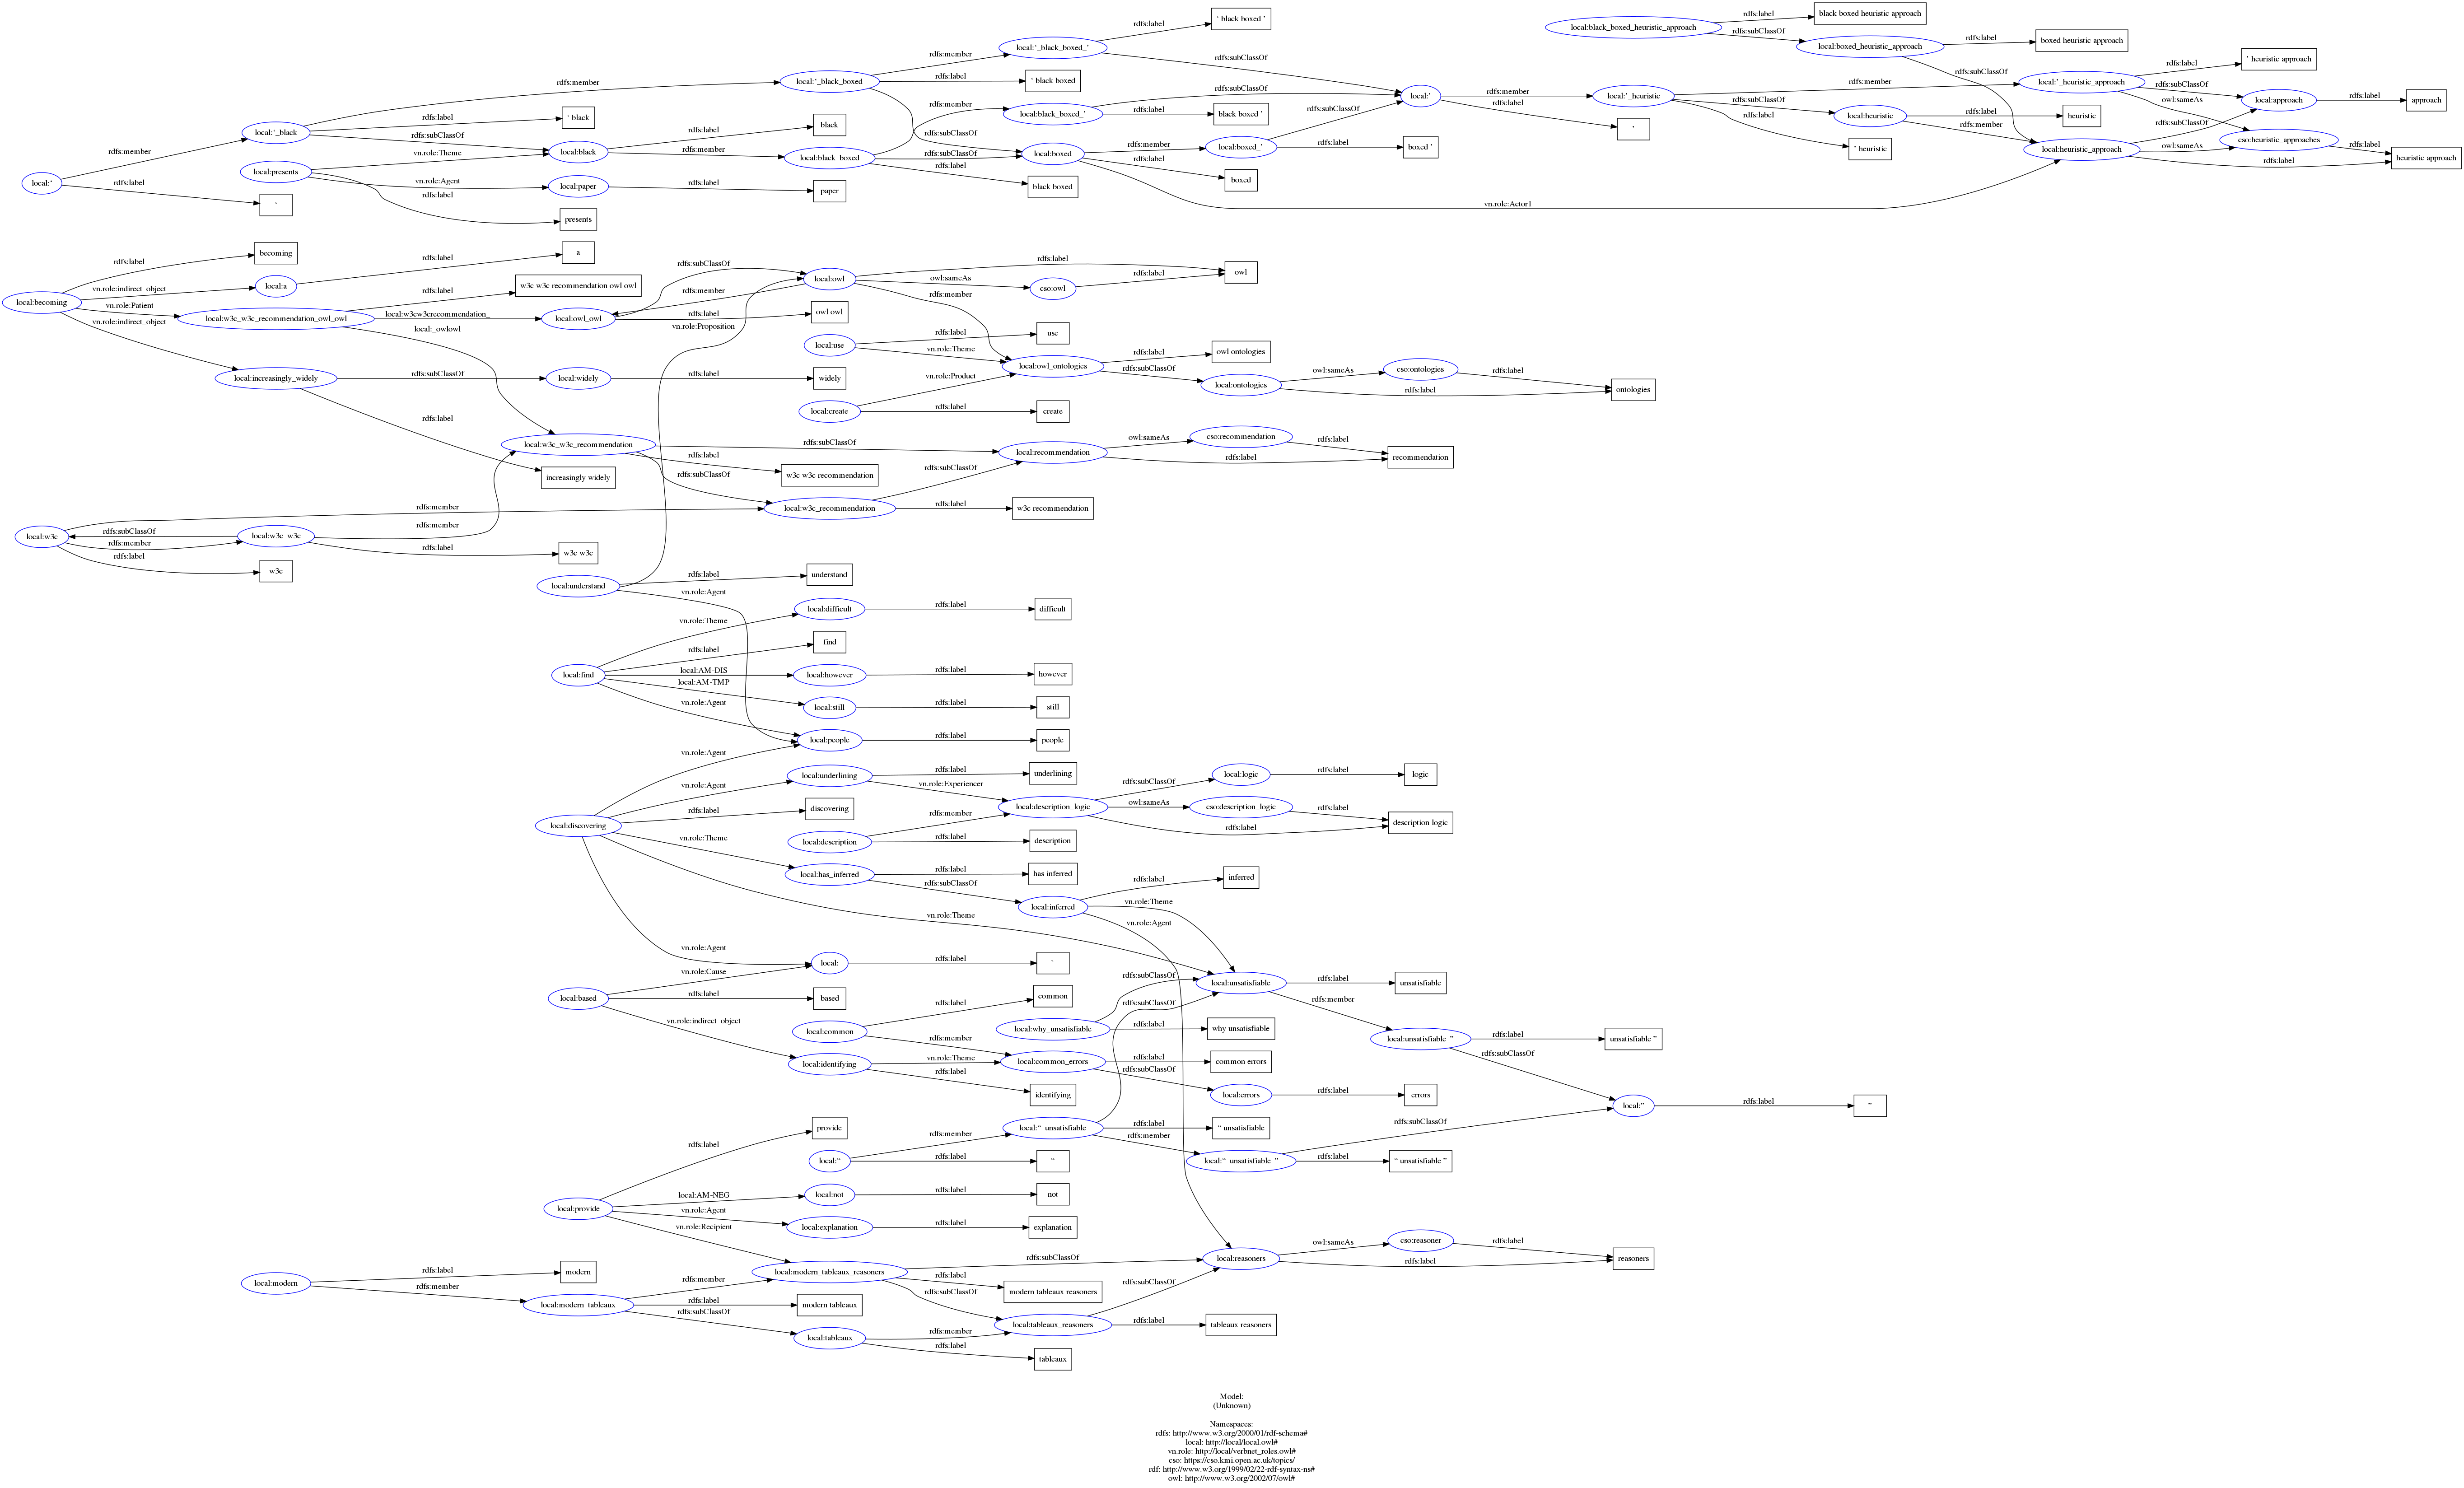 rdfs:label
black boxed heuristic approach
local:black_boxed_heuristic_approach
rdfs:subClassOf
local:boxed_heuristic_approach
rdfs:label
boxed heuristic approach
rdfs:label
‘ black boxed ’
local:‘_black_boxed_’
rdfs:member
rdfs:subClassOf
local:‘_black_boxed
rdfs:label
‘ black boxed
rdfs:member
rdfs:subClassOf
local:’
rdfs:member
rdfs:label
’
local:’_heuristic
rdfs:member
rdfs:subClassOf
rdfs:label
’ heuristic
local:heuristic
rdfs:label
heuristic
rdfs:member
rdfs:subClassOf
local:’_heuristic_approach
rdfs:label
’ heuristic approach
rdfs:subClassOf
owl:sameAs
local:approach
rdfs:label
approach
rdfs:subClassOf
local:heuristic_approach
owl:sameAs
rdfs:label
cso:heuristic_approaches
rdfs:label
heuristic approach
local:‘_black
rdfs:label
‘ black
rdfs:subClassOf
local:black
rdfs:label
black
rdfs:member
local:black_boxed
rdfs:member
rdfs:subClassOf
rdfs:label
black boxed
rdfs:subClassOf
local:black_boxed_’
rdfs:subClassOf
rdfs:label
black boxed ’
local:boxed
rdfs:member
rdfs:label
boxed
local:boxed_’
rdfs:subClassOf
rdfs:label
boxed ’
vn.role:Actor1
local:‘
rdfs:member
rdfs:label
‘
local:presents
vn.role:Theme
vn.role:Agent
rdfs:label
presents
local:paper
rdfs:label
paper
local:becoming
rdfs:label
becoming
vn.role:indirect_object
local:a
rdfs:label
a
vn.role:Patient
local:w3c_w3c_recommendation_owl_owl
rdfs:label
w3c w3c recommendation owl owl
local:w3cw3crecommendation_
local:_owlowl
vn.role:indirect_object
local:increasingly_widely
rdfs:subClassOf
local:widely
rdfs:label
widely
rdfs:label
increasingly widely
local:owl_owl
rdfs:subClassOf
rdfs:member
rdfs:label
owl owl
vn.role:Proposition
local:owl
rdfs:label
owl
owl:sameAs
cso:owl
rdfs:label
rdfs:member
local:use
rdfs:label
use
vn.role:Theme
local:owl_ontologies
rdfs:label
owl ontologies
rdfs:subClassOf
local:ontologies
owl:sameAs
cso:ontologies
rdfs:label
rdfs:label
ontologies
vn.role:Product
local:create
rdfs:label
create
local:w3c_w3c_recommendation
rdfs:subClassOf
rdfs:label
w3c w3c recommendation
rdfs:subClassOf
local:recommendation
owl:sameAs
cso:recommendation
rdfs:label
rdfs:label
recommendation
rdfs:subClassOf
local:w3c_recommendation
rdfs:label
w3c recommendation
local:w3c
rdfs:member
rdfs:subClassOf
rdfs:member
rdfs:label
w3c
local:w3c_w3c
rdfs:member
rdfs:label
w3c w3c
local:understand
rdfs:label
understand
vn.role:Agent
local:find
vn.role:Theme
local:difficult
rdfs:label
difficult
rdfs:label
find
local:AM-DIS
local:however
rdfs:label
however
local:AM-TMP
local:still
rdfs:label
still
vn.role:Agent
local:people
rdfs:label
people
local:discovering
vn.role:Agent
vn.role:Agent
local:underlining
rdfs:label
underlining
vn.role:Experiencer
rdfs:label
discovering
local:description_logic
rdfs:subClassOf
local:logic
rdfs:label
logic
owl:sameAs
cso:description_logic
rdfs:label
rdfs:label
description logic
local:description
rdfs:member
rdfs:label
description
vn.role:Theme
local:has_inferred
rdfs:label
has inferred
rdfs:subClassOf
local:inferred
rdfs:label
inferred
vn.role:Theme
vn.role:Agent
vn.role:Theme
vn.role:Agent
local:
rdfs:label
local:based
vn.role:Cause
rdfs:label
based
vn.role:indirect_object
local:identifying
vn.role:Theme
rdfs:label
identifying
local:common
rdfs:label
common
rdfs:member
local:common_errors
rdfs:label
common errors
rdfs:subClassOf
local:errors
rdfs:label
errors
local:unsatisfiable
rdfs:label
unsatisfiable
rdfs:member
local:why_unsatisfiable
rdfs:subClassOf
rdfs:label
why unsatisfiable
local:unsatisfiable_”
rdfs:label
unsatisfiable ”
rdfs:subClassOf
local:”
rdfs:label
”
local:“
rdfs:member
rdfs:label
“
local:“_unsatisfiable
rdfs:subClassOf
rdfs:label
“ unsatisfiable
rdfs:member
local:“_unsatisfiable_”
rdfs:subClassOf
rdfs:label
“ unsatisfiable ”
local:provide
rdfs:label
provide
local:AM-NEG
local:not
rdfs:label
not
vn.role:Agent
local:explanation
rdfs:label
explanation
vn.role:Recipient
local:modern_tableaux_reasoners
rdfs:subClassOf
rdfs:label
modern tableaux reasoners
rdfs:subClassOf
local:reasoners
owl:sameAs
cso:reasoner
rdfs:label
rdfs:label
reasoners
local:modern
rdfs:label
modern
rdfs:member
local:modern_tableaux
rdfs:member
rdfs:label
modern tableaux
rdfs:subClassOf
local:tableaux
rdfs:member
rdfs:label
tableaux
local:tableaux_reasoners
rdfs:subClassOf
rdfs:label
tableaux reasoners
Model:
(Unknown)
Namespaces:
rdfs: http://www.w3.org/2000/01/rdf-schema#
local: http://local/local.owl#
vn.role: http://local/verbnet_roles.owl#
cso: https://cso.kmi.open.ac.uk/topics/
rdf: http://www.w3.org/1999/02/22-rdf-syntax-ns#
owl: http://www.w3.org/2002/07/owl#